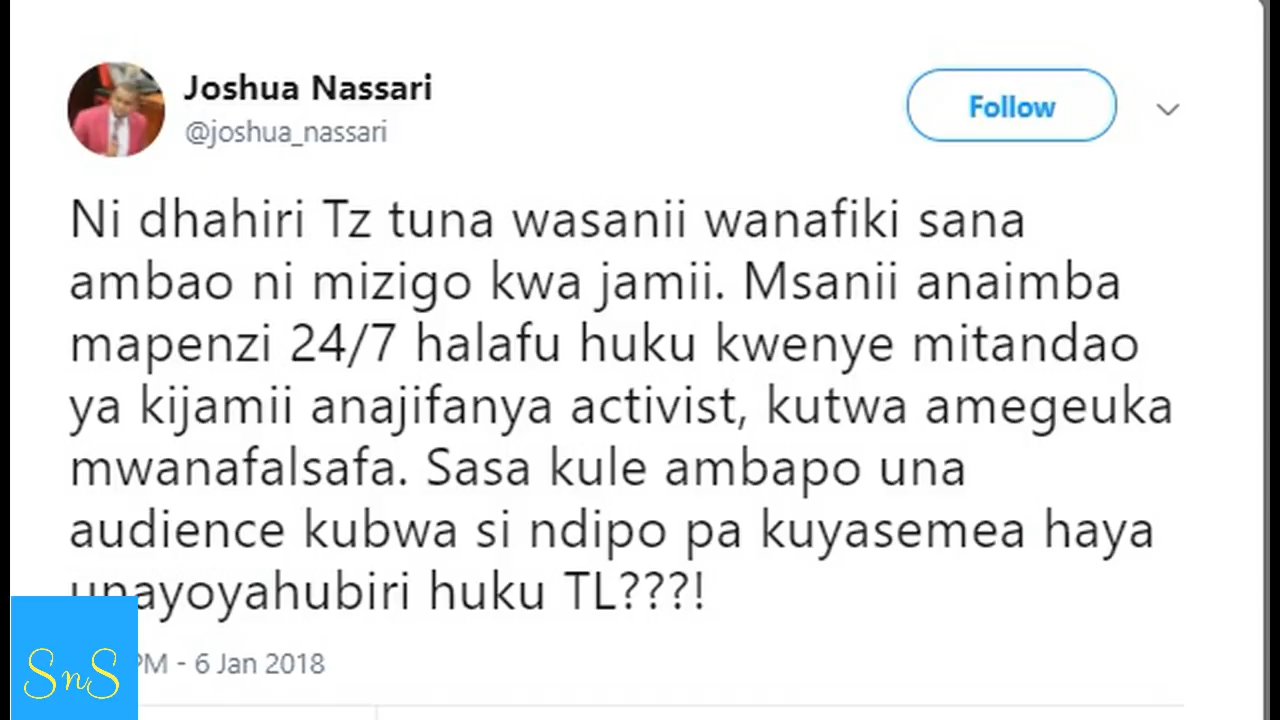 Joshua Nassari
@joshua_nassari
Follow
Ni dhahiri Tz tuna wasanii wanafiki sana
ambao ni mizigo kwa jamii. Msanii anaimba
mapenzi 24/7 halafu huku kwenye mitandao
ya kijamii anajifanya activist, kutwa amegeuka
mwanafalsafa. Sasa kule ambapo una
audience kubwa si ndipo pa kuyasemea haya
unayoyahubiri huku TL???!
PM - 6 Jan 2018
SnS